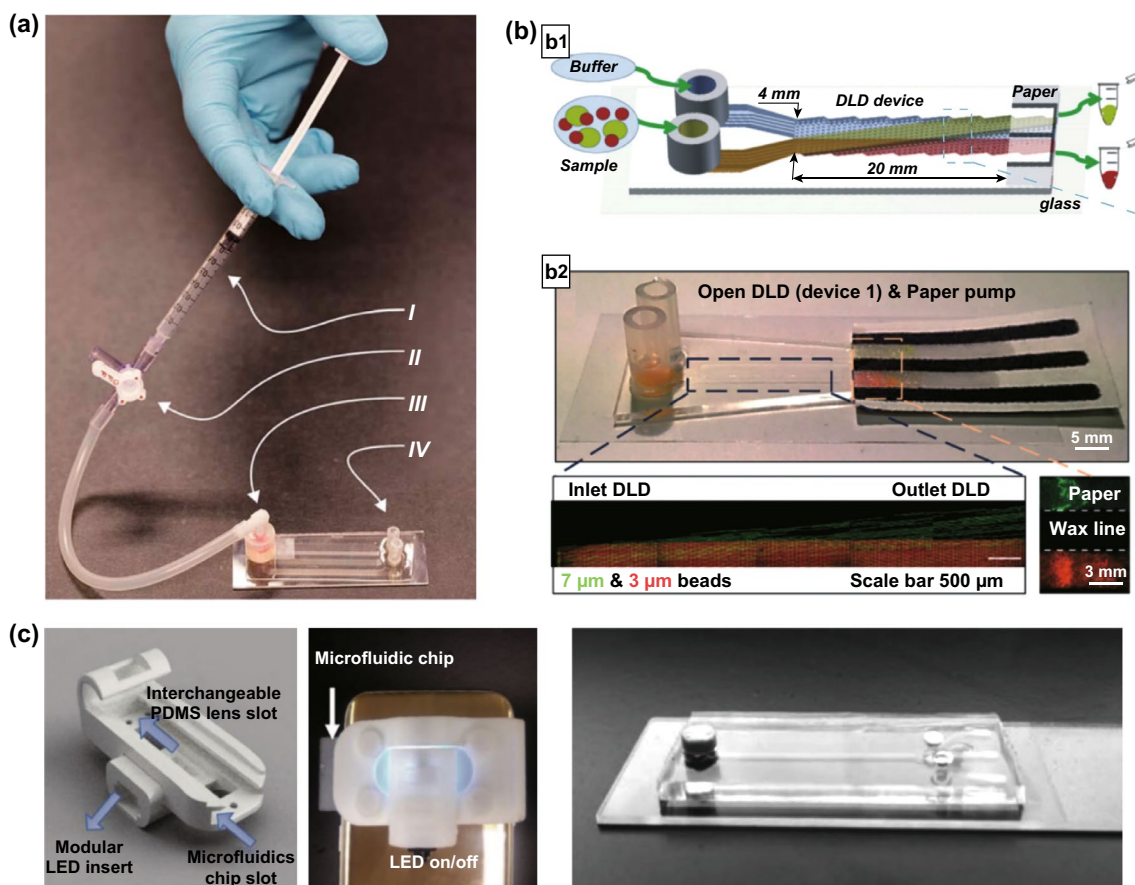 (a)
I
II
III
IV
(b)
b1
Buffer
Sample
4 mm
DLD device
Paper
20 mm
glass
b2
Open DLD (device 1) & Paper pump
5 mm
Inlet DLD
Outlet DLD
7 µm & 3 µm beads
Scale bar 500 µm
Paper
Wax line
3 mm
(c)
Interchangeable
PDMS lens slot
Modular
LED insert
Microfluidics
chip slot
Microfluidic chip
LED on/off